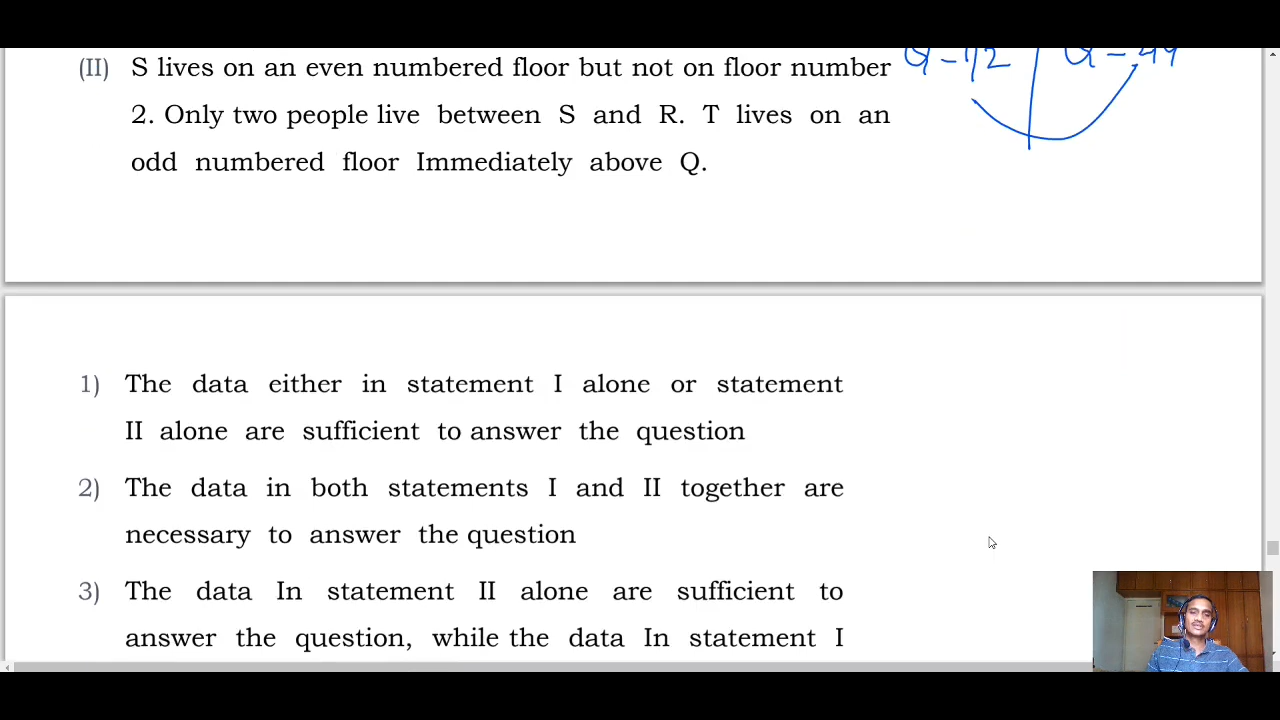 (II) S lives on an even numbered floor but not on floor number
2. Only two people live between S and R. T lives on an
odd numbered floor Immediately above Q.
1) The data either in statement I alone or statement
II alone are sufficient to answer the question
2) The data in both statements I and II together are
necessary to answer the question
3) The data In statement II alone are sufficient to
answer the question, while the data In statement I